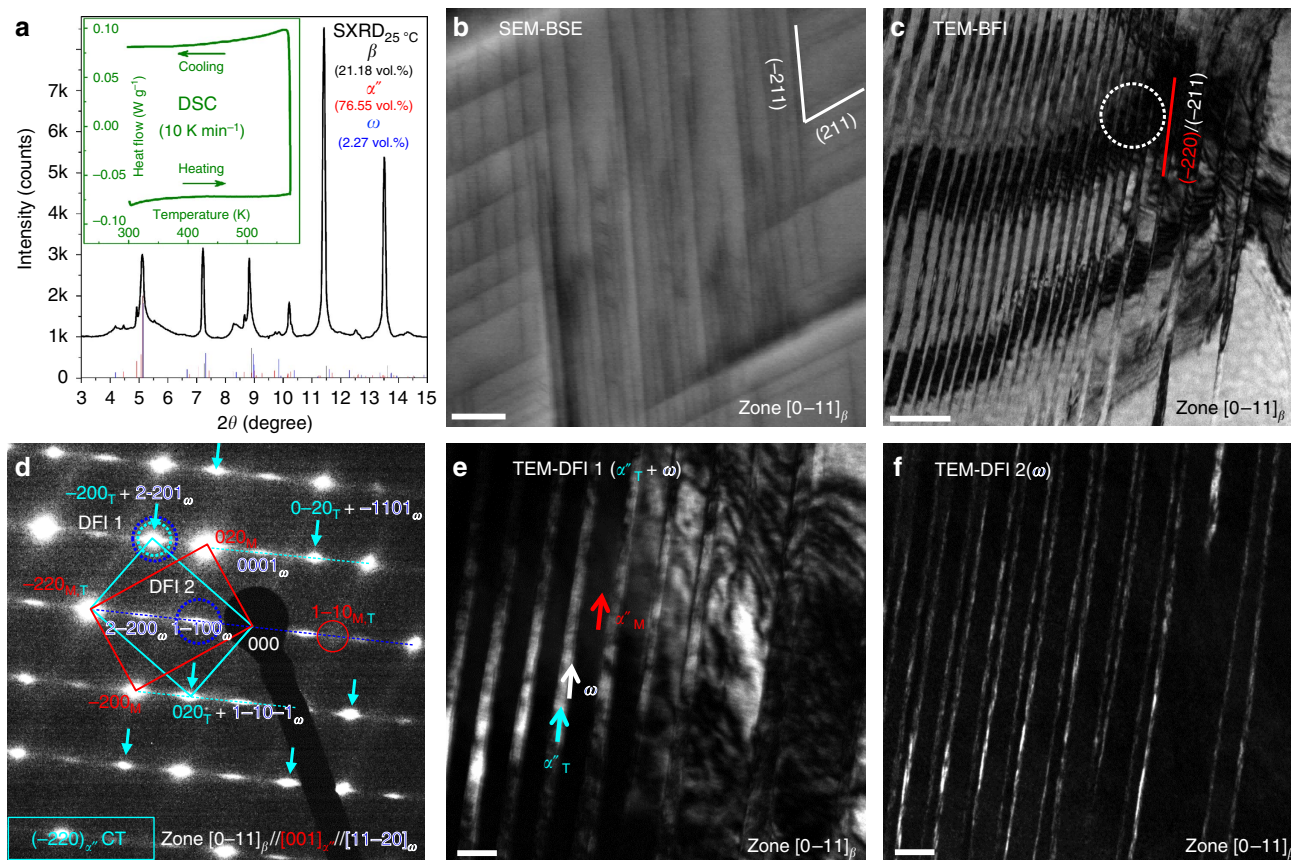 a
SXRD25 °C
β
(21.18 vol.%)
α″
(76.55 vol.%)
ω
(2.27 vol.%)
Cooling
DSC
(10 K min−1)
Heating
Heat flow (W g−1)
0.10
0.05
0.00
−0.05
−0.10
Temperature (K)
300 400 500
Intensity (counts)
8k
7k
6k
5k
4k
3k
2k
1k
0
3 4 5 6 7 8 9 10 11 12 13 14 15
2θ (degree)
b
SEM-BSE
(−211)
(211)
Zone [0−11]β
c
TEM-BFI
(−220)/(−211)
Zone [0−11]β
d
−200T + 2-201ω
DFI 1
0−20T + −1101ω
020M
0001ω
−220M,T
DFI 2
2−200ω 1−100ω
1−10M,T
000
−200M
020T + 1−10−1ω
(−220)α″ CT
Zone [0−11]β//[001]α″//[11−20]ω
e
TEM-DFI 1 (α″T + ω)
α″M
ω
α″T
Zone [0−11]β
f
TEM-DFI 2(ω)
Zone [0−11]β